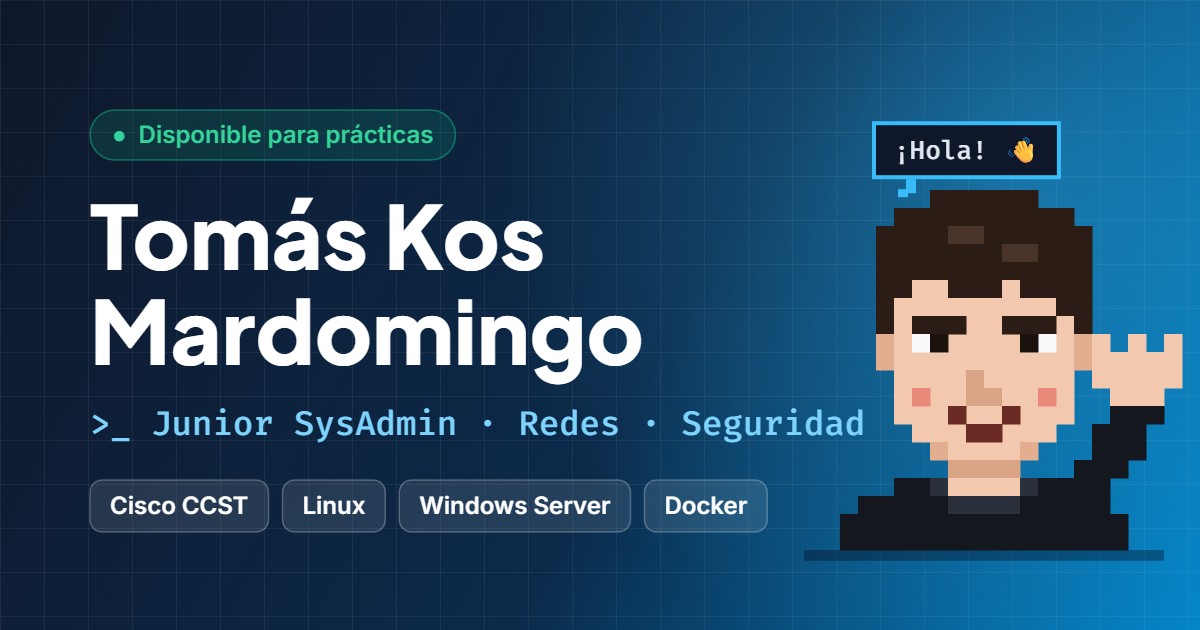 Disponible para prácticas
¡Hola! 👋
Tomás Kos
Mardomingo
>_ Junior SysAdmin · Redes · Seguridad
Cisco CCST
Linux
Windows Server
Docker